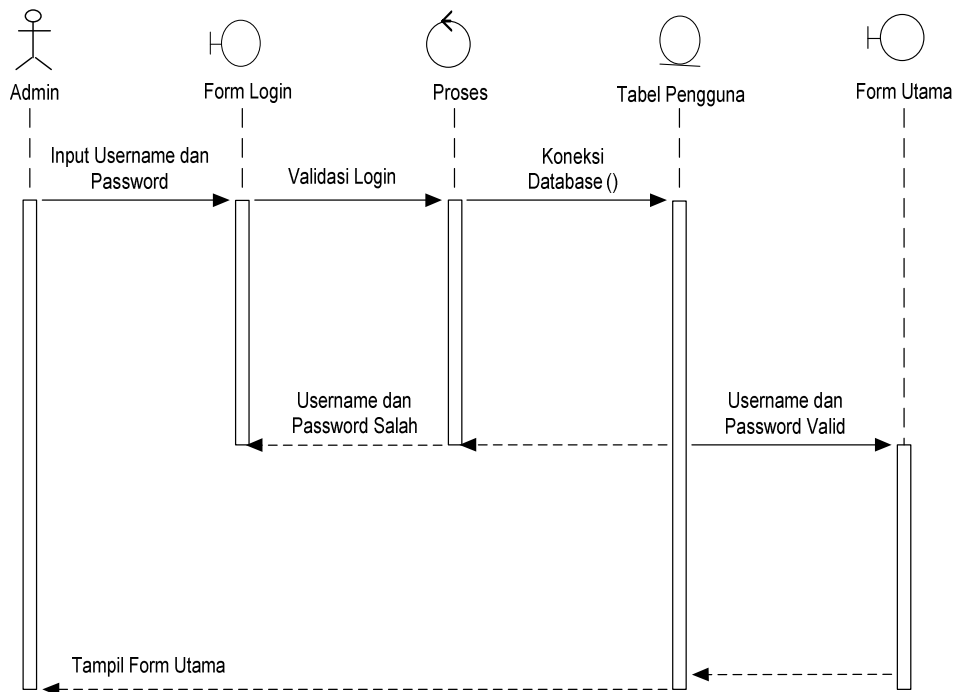 Admin
Form Login
Proses
Tabel Pengguna
Form Utama
Input Username dan
Password
Validasi Login
Koneksi
Database ()
Username dan
Password Salah
Username dan
Password Valid
Tampil Form Utama